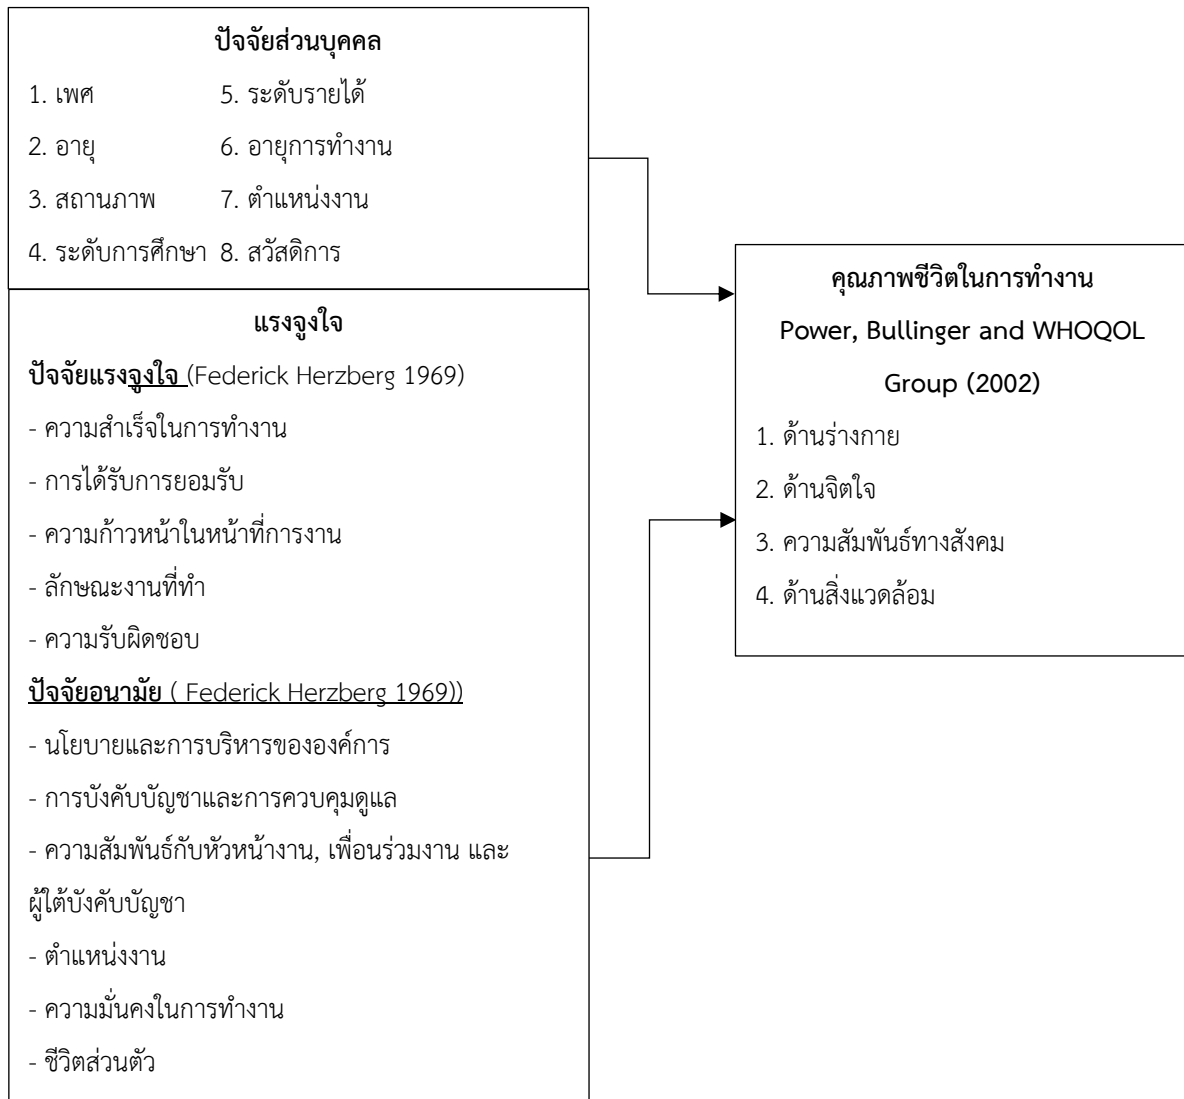 ปัจจัยส่วนบุคคล
1. เพศ 5. ระดับรายได้
2. อายุ 6. อายุการทำงาน
3. สถานภาพ 7. ตำแหน่งงาน
4. ระดับการศึกษา 8. สวัสดิการ
แรงจูงใจ
ปัจจัยแรงจูงใจ (Federick Herzberg 1969)
- ความสำเร็จในการทำงาน
- การได้รับการยอมรับ
- ความก้าวหน้าในหน้าที่การงาน
- ลักษณะงานที่ทำ
- ความรับผิดชอบ
ปัจจัยอนามัย ( Federick Herzberg 1969))
- นโยบายและการบริหารขององค์การ
- การบังคับบัญชาและการควบคุมดูแล
- ความสัมพันธ์กับหัวหน้างาน, เพื่อนร่วมงาน และ
ผู้ใต้บังคับบัญชา
- ตำแหน่งงาน
- ความมั่นคงในการทำงาน
- ชีวิตส่วนตัว
คุณภาพชีวิตในการทำงาน
Power, Bullinger and WHOQOL
Group (2002)
1. ด้านร่างกาย
2. ด้านจิตใจ
3. ความสัมพันธ์ทางสังคม
4. ด้านสิ่งแวดล้อม